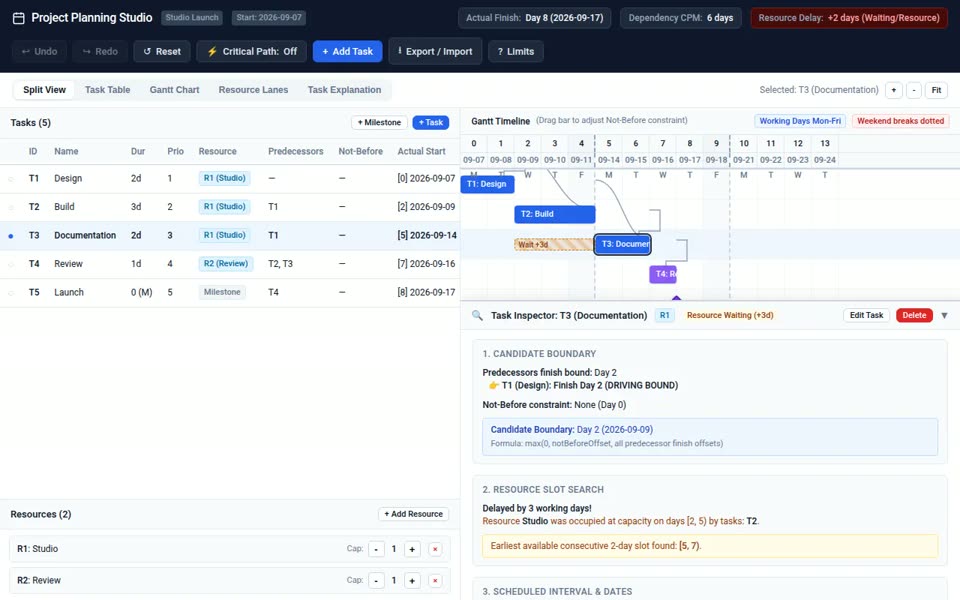 Project Planning Studio
Studio Launch
Start: 2026-09-07
Actual Finish: Day 8 (2026-09-17)
Dependency CPM: 6 days
Resource Delay: +2 days (Waiting/Resource)
↩ Undo
↪ Redo
↺ Reset
⚡ Critical Path: Off
+ Add Task
Export / Import
? Limits
Split View
Task Table
Gantt Chart
Resource Lanes
Task Explanation
Selected: T3 (Documentation)
+
-
Fit
Tasks (5)
+ Milestone
+ Task
ID Name Dur Prio Resource Predecessors Not-Before Actual Start
T1 Design 2d 1 R1 (Studio) — — [0] 2026-09-07
T2 Build 3d 2 R1 (Studio) T1 — [2] 2026-09-09
T3 Documentation 2d 3 R1 (Studio) T1 — [5] 2026-09-14
T4 Review 1d 4 R2 (Review) T2, T3 — [7] 2026-09-16
T5 Launch 0 (M) 5 Milestone T4 — [8] 2026-09-17
Resources (2)
+ Add Resource
R1: Studio Cap: - 1 + ×
R2: Review Cap: - 1 + ×
Gantt Timeline
(Drag bar to adjust Not-Before constraint)
Working Days Mon-Fri
Weekend breaks dotted
0 1 2 3 4 5 6 7 8 9 10 11 12 13
09-07 09-08 09-09 09-10 09-11 09-14 09-15 09-16 09-17 09-18 09-21 09-22 09-23 09-24
M T W T F M T W T F M T W T
T1: Design
T2: Build
Wait +3d
T3: Documen
T4: Re
Task Inspector: T3 (Documentation)
R1
Resource Waiting (+3d)
Edit Task
Delete
▼
1. CANDIDATE BOUNDARY
Predecessors finish bound: Day 2
👉 T1 (Design): Finish Day 2 (DRIVING BOUND)
Not-Before constraint: None (Day 0)
Candidate Boundary: Day 2 (2026-09-09)
Formula: max(0, notBeforeOffset, all predecessor finish offsets)
2. RESOURCE SLOT SEARCH
Delayed by 3 working days!
Resource Studio was occupied at capacity on days [2, 5) by tasks: T2.
Earliest available consecutive 2-day slot found: [5, 7).
3. SCHEDULED INTERVAL & DATES